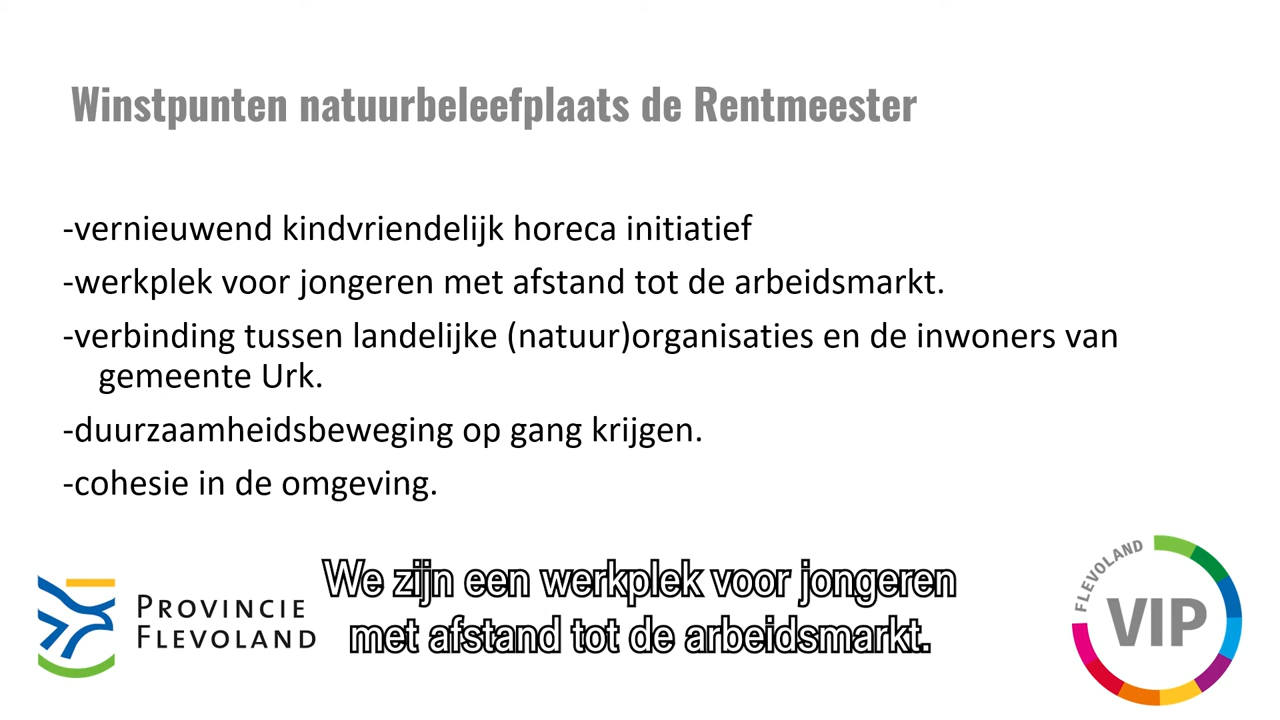 Winstpunten natuurbeleefplaats de Rentmeester
-vernieuwend kindvriendelijk horeca initiatief
-werkplek voor jongeren met afstand tot de arbeidsmarkt.
-verbinding tussen landelijke (natuur)organisaties en de inwoners van
gemeente Urk.
-duurzaamheidsbeweging op gang krijgen.
-cohesie in de omgeving.
We zijn een werkplek voor jongeren
met afstand tot de arbeidsmarkt.
PROVINCIE
FLEVOLAND
FLEVOLAND
VIP